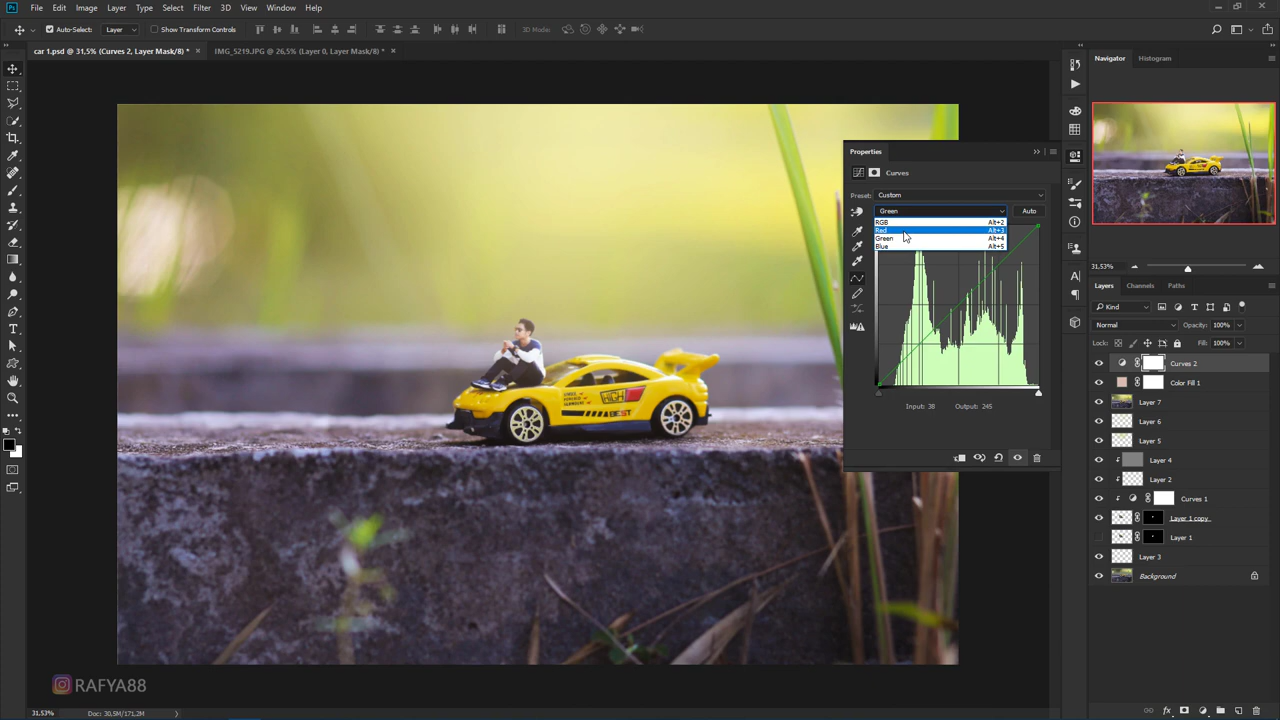 Ps File Edit Image Layer Type Select Filter 3D View Window Help
Auto-Select: Layer Show Transform Controls 3D Mode:
car 1.psd @ 31,5% (Curves 2, Layer Mask/8) * × IMG_5219.JPG @ 26,5% (Layer 0, Layer Mask/8) * ×
Navigator Histogram
31,53%
Properties
Curves
Preset: Custom
Green Auto
RGB Alt+2
Red Alt+3
Green Alt+4
Blue Alt+5
Input: 38 Output: 245
Layers Channels Paths
Kind
Normal Opacity: 100%
Lock: Fill: 100%
Curves 2
Color Fill 1
Layer 7
Layer 6
Layer 5
Layer 4
Layer 2
Curves 1
Layer 1 copy
Layer 1
Layer 3
Background
HIGH
BEST
RAFYA88
31,53% Doc: 30,5M/171,2M